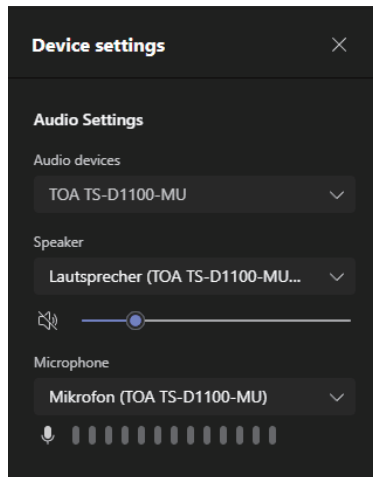 Device settings
Audio Settings
Audio devices
TOA TS-D1100-MU
Speaker
Lautsprecher (TOA TS-D1100-MU...
Microphone
Mikrofon (TOA TS-D1100-MU)